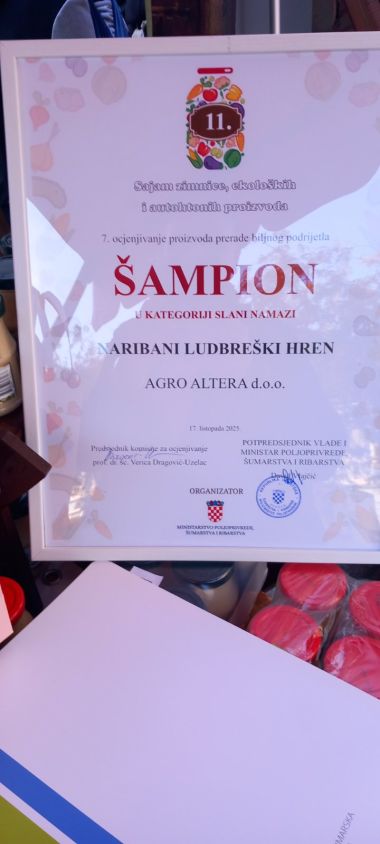 11.
Sajam zimnice, ekoloških
i autohtonih proizvoda
7. ocjenjivanje proizvoda prerade biljnog podrijetla
ŠAMPION
U KATEGORIJI SLANI NAMAZI
NARIBANI LUDBREŠKI HREN
AGRO ALTERA d.o.o.
17. listopada 2025.
Predsjednik komisije za ocjenjivanje
prof. dr. sc. Verica Dragović-Uzelac
POTPREDSJEDNIK VLADE I
MINISTAR POLJOPRIVREDE,
ŠUMARSTVA I RIBARSTVA
ORGANIZATOR
MINISTARSTVO POLJOPRIVREDE,
ŠUMARSTVA I RIBARSTVA